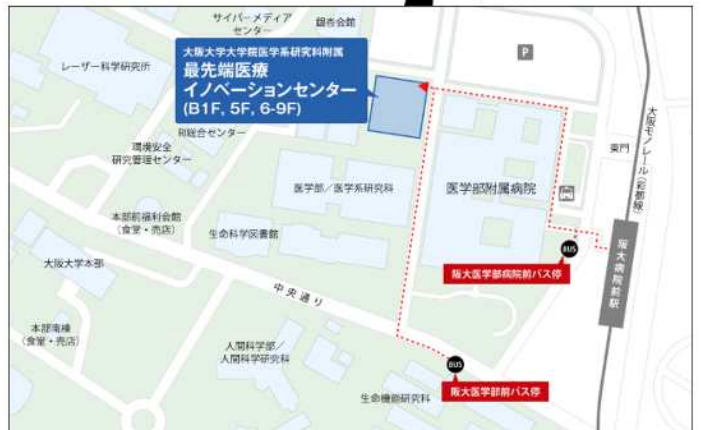 サイバーメディア
センター
銀杏会館
P
レーザー科学研究所
大阪大学大学院医学系研究科附属
最先端医療
イノベーションセンター
(B1F, 5F, 6-9F)
RI総合センター
環境安全
研究管理センター
東門
大阪モノレール(彩都線)
医学部／医学系研究科
医学部附属病院
本部前福利会館
(食堂・売店)
生命科学図書館
BUS
阪大病院前駅
大阪大学本部
阪大医学部病院前バス停
中央通り
本部南棟
(食堂・売店)
人間科学部／
人間科学研究科
BUS
阪大医学部前バス停
生命機能研究科